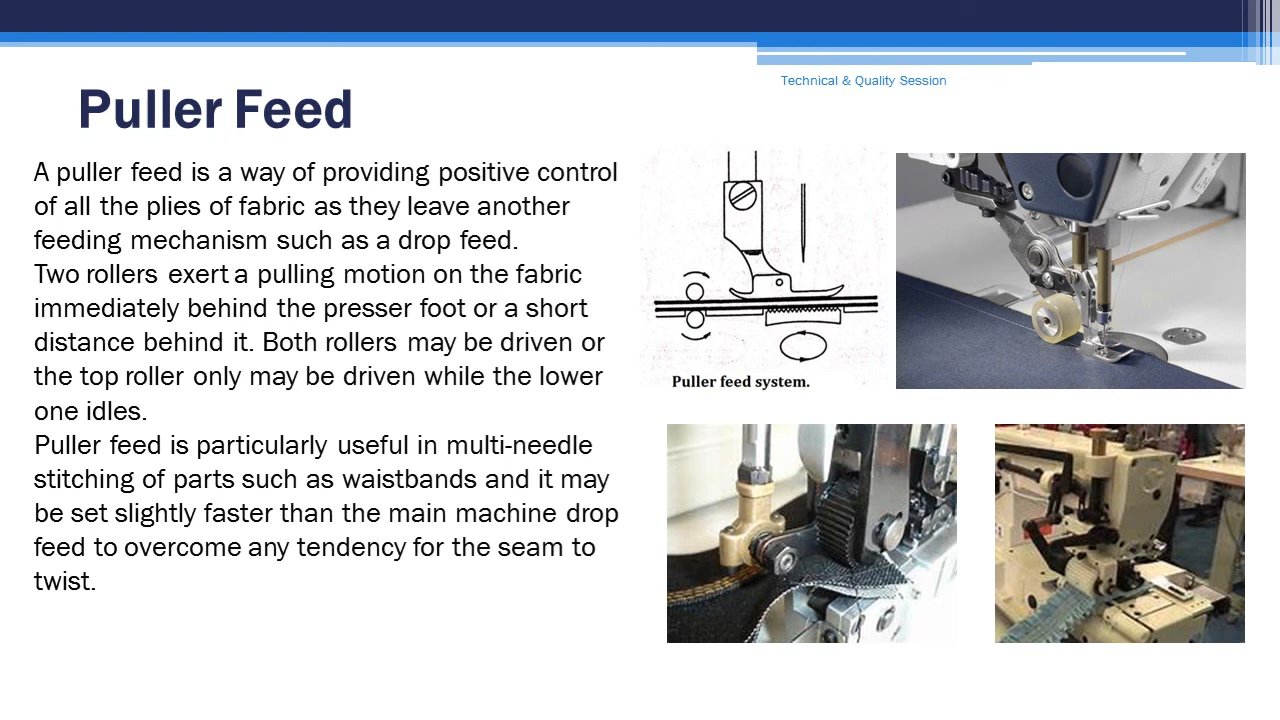 Technical & Quality Session
Puller Feed
A puller feed is a way of providing positive control
of all the plies of fabric as they leave another
feeding mechanism such as a drop feed.
Two rollers exert a pulling motion on the fabric
immediately behind the presser foot or a short
distance behind it. Both rollers may be driven or
the top roller only may be driven while the lower
one idles.
Puller feed is particularly useful in multi-needle
stitching of parts such as waistbands and it may
be set slightly faster than the main machine drop
feed to overcome any tendency for the seam to
twist.
Puller feed system.